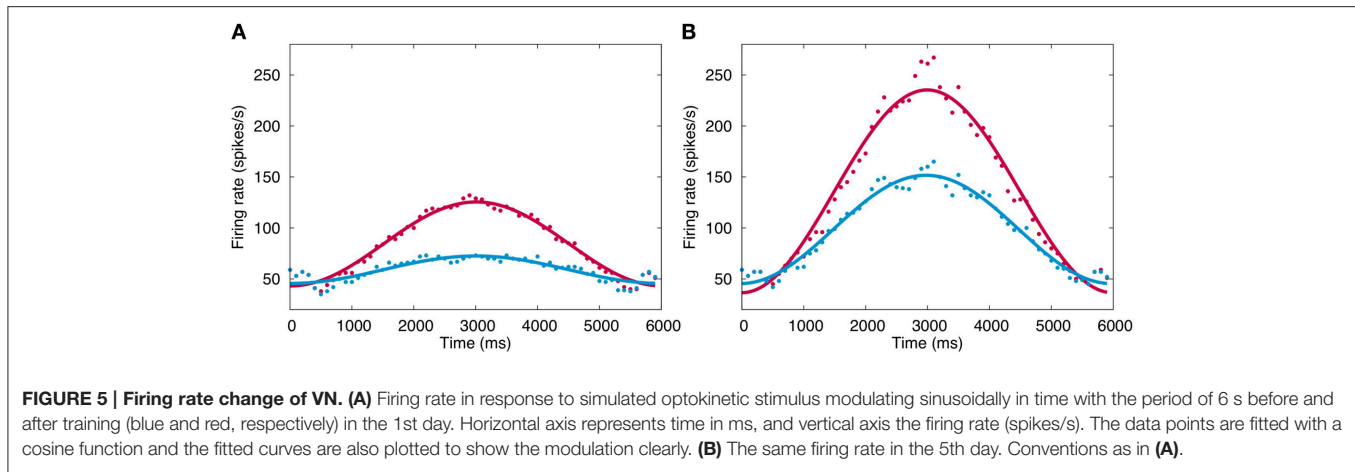 A
B
250
200
150
100
50
Firing rate (spikes/s)
0 1000 2000 3000 4000 5000 6000
Time (ms)
250
200
150
100
50
Firing rate (spikes/s)
0 1000 2000 3000 4000 5000 6000
Time (ms)
FIGURE 5 | Firing rate change of VN. (A) Firing rate in response to simulated optokinetic stimulus modulating sinusoidally in time with the period of 6 s before and
after training (blue and red, respectively) in the 1st day. Horizontal axis represents time in ms, and vertical axis the firing rate (spikes/s). The data points are fitted with a
cosine function and the fitted curves are also plotted to show the modulation clearly. (B) The same firing rate in the 5th day. Conventions as in (A).